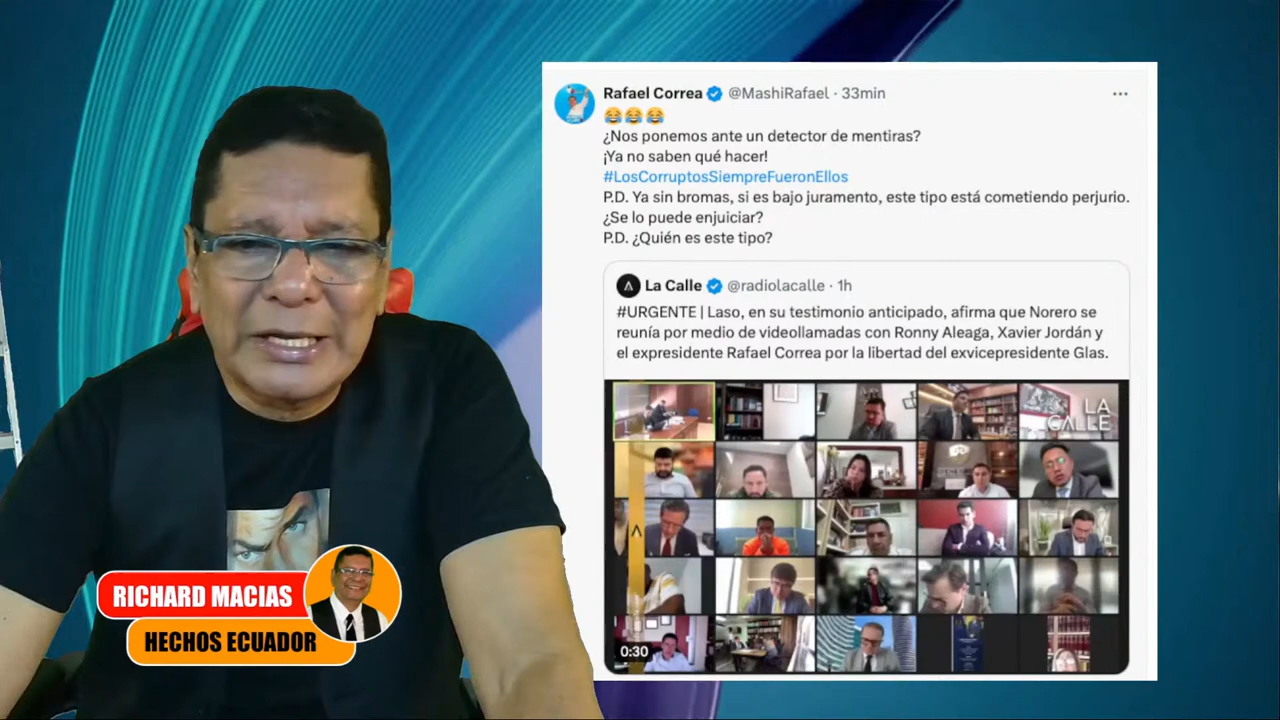 Rafael Correa @MashiRafael · 33min
😂😂😂
¿Nos ponemos ante un detector de mentiras?
¡Ya no saben qué hacer!
#LosCorruptosSiempreFueronEllos
P.D. Ya sin bromas, si es bajo juramento, este tipo está cometiendo perjurio.
¿Se lo puede enjuiciar?
P.D. ¿Quién es este tipo?
La Calle @radiolacalle · 1h
#URGENTE | Laso, en su testimonio anticipado, afirma que Norero se
reunía por medio de videollamadas con Ronny Aleaga, Xavier Jordán y
el expresidente Rafael Correa por la libertad del exvicepresidente Glas.
LA
CALLE
0:30
RICHARD MACIAS
HECHOS ECUADOR